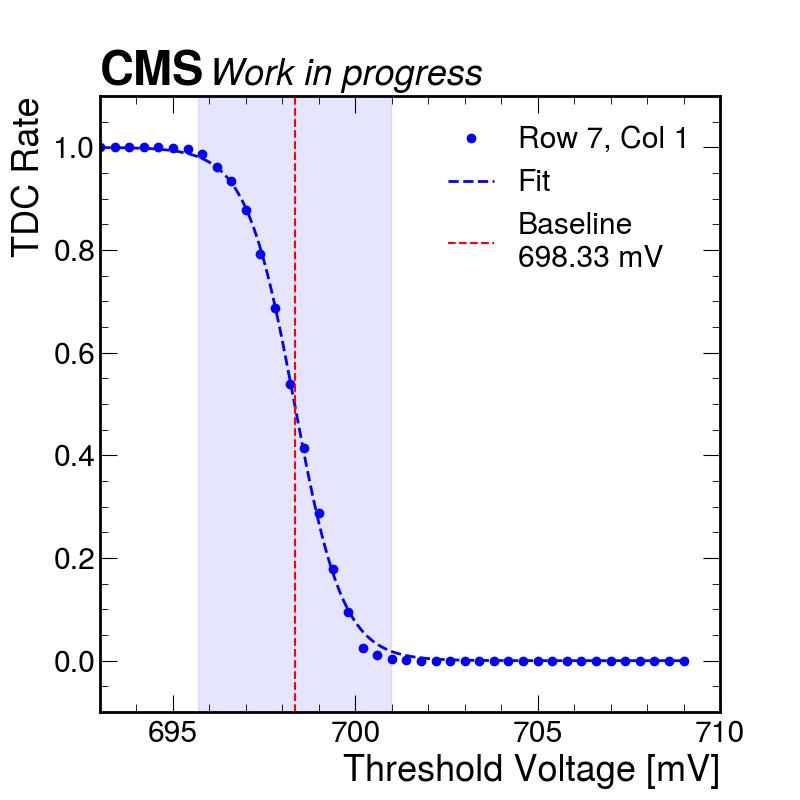 CMS Work in progress
TDC Rate
1.0
0.8
0.6
0.4
0.2
0.0
Row 7, Col 1
Fit
Baseline
698.33 mV
695 700 705 710
Threshold Voltage [mV]